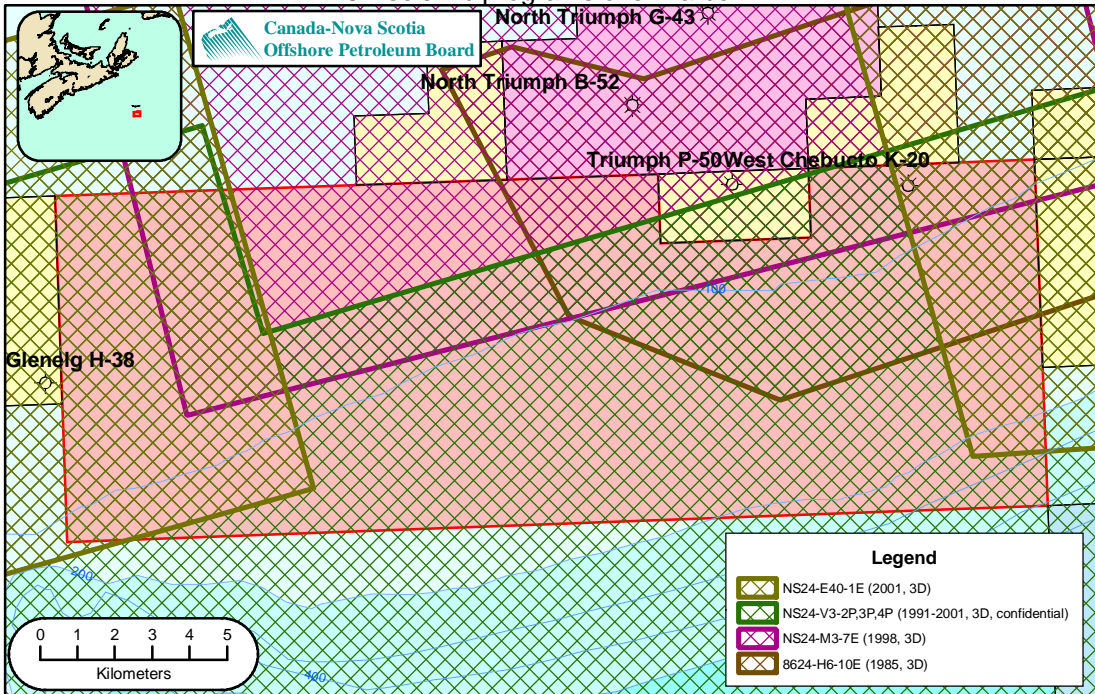 North Triumph G-43
Canada-Nova Scotia
Offshore Petroleum Board
North Triumph B-52
Triumph P-50
West Chebucto K-20
100
Glenelg H-38
200
400
0 1 2 3 4 5
Kilometers
Legend
NS24-E40-1E (2001, 3D)
NS24-V3-2P,3P,4P (1991-2001, 3D, confidential)
NS24-M3-7E (1998, 3D)
8624-H6-10E (1985, 3D)